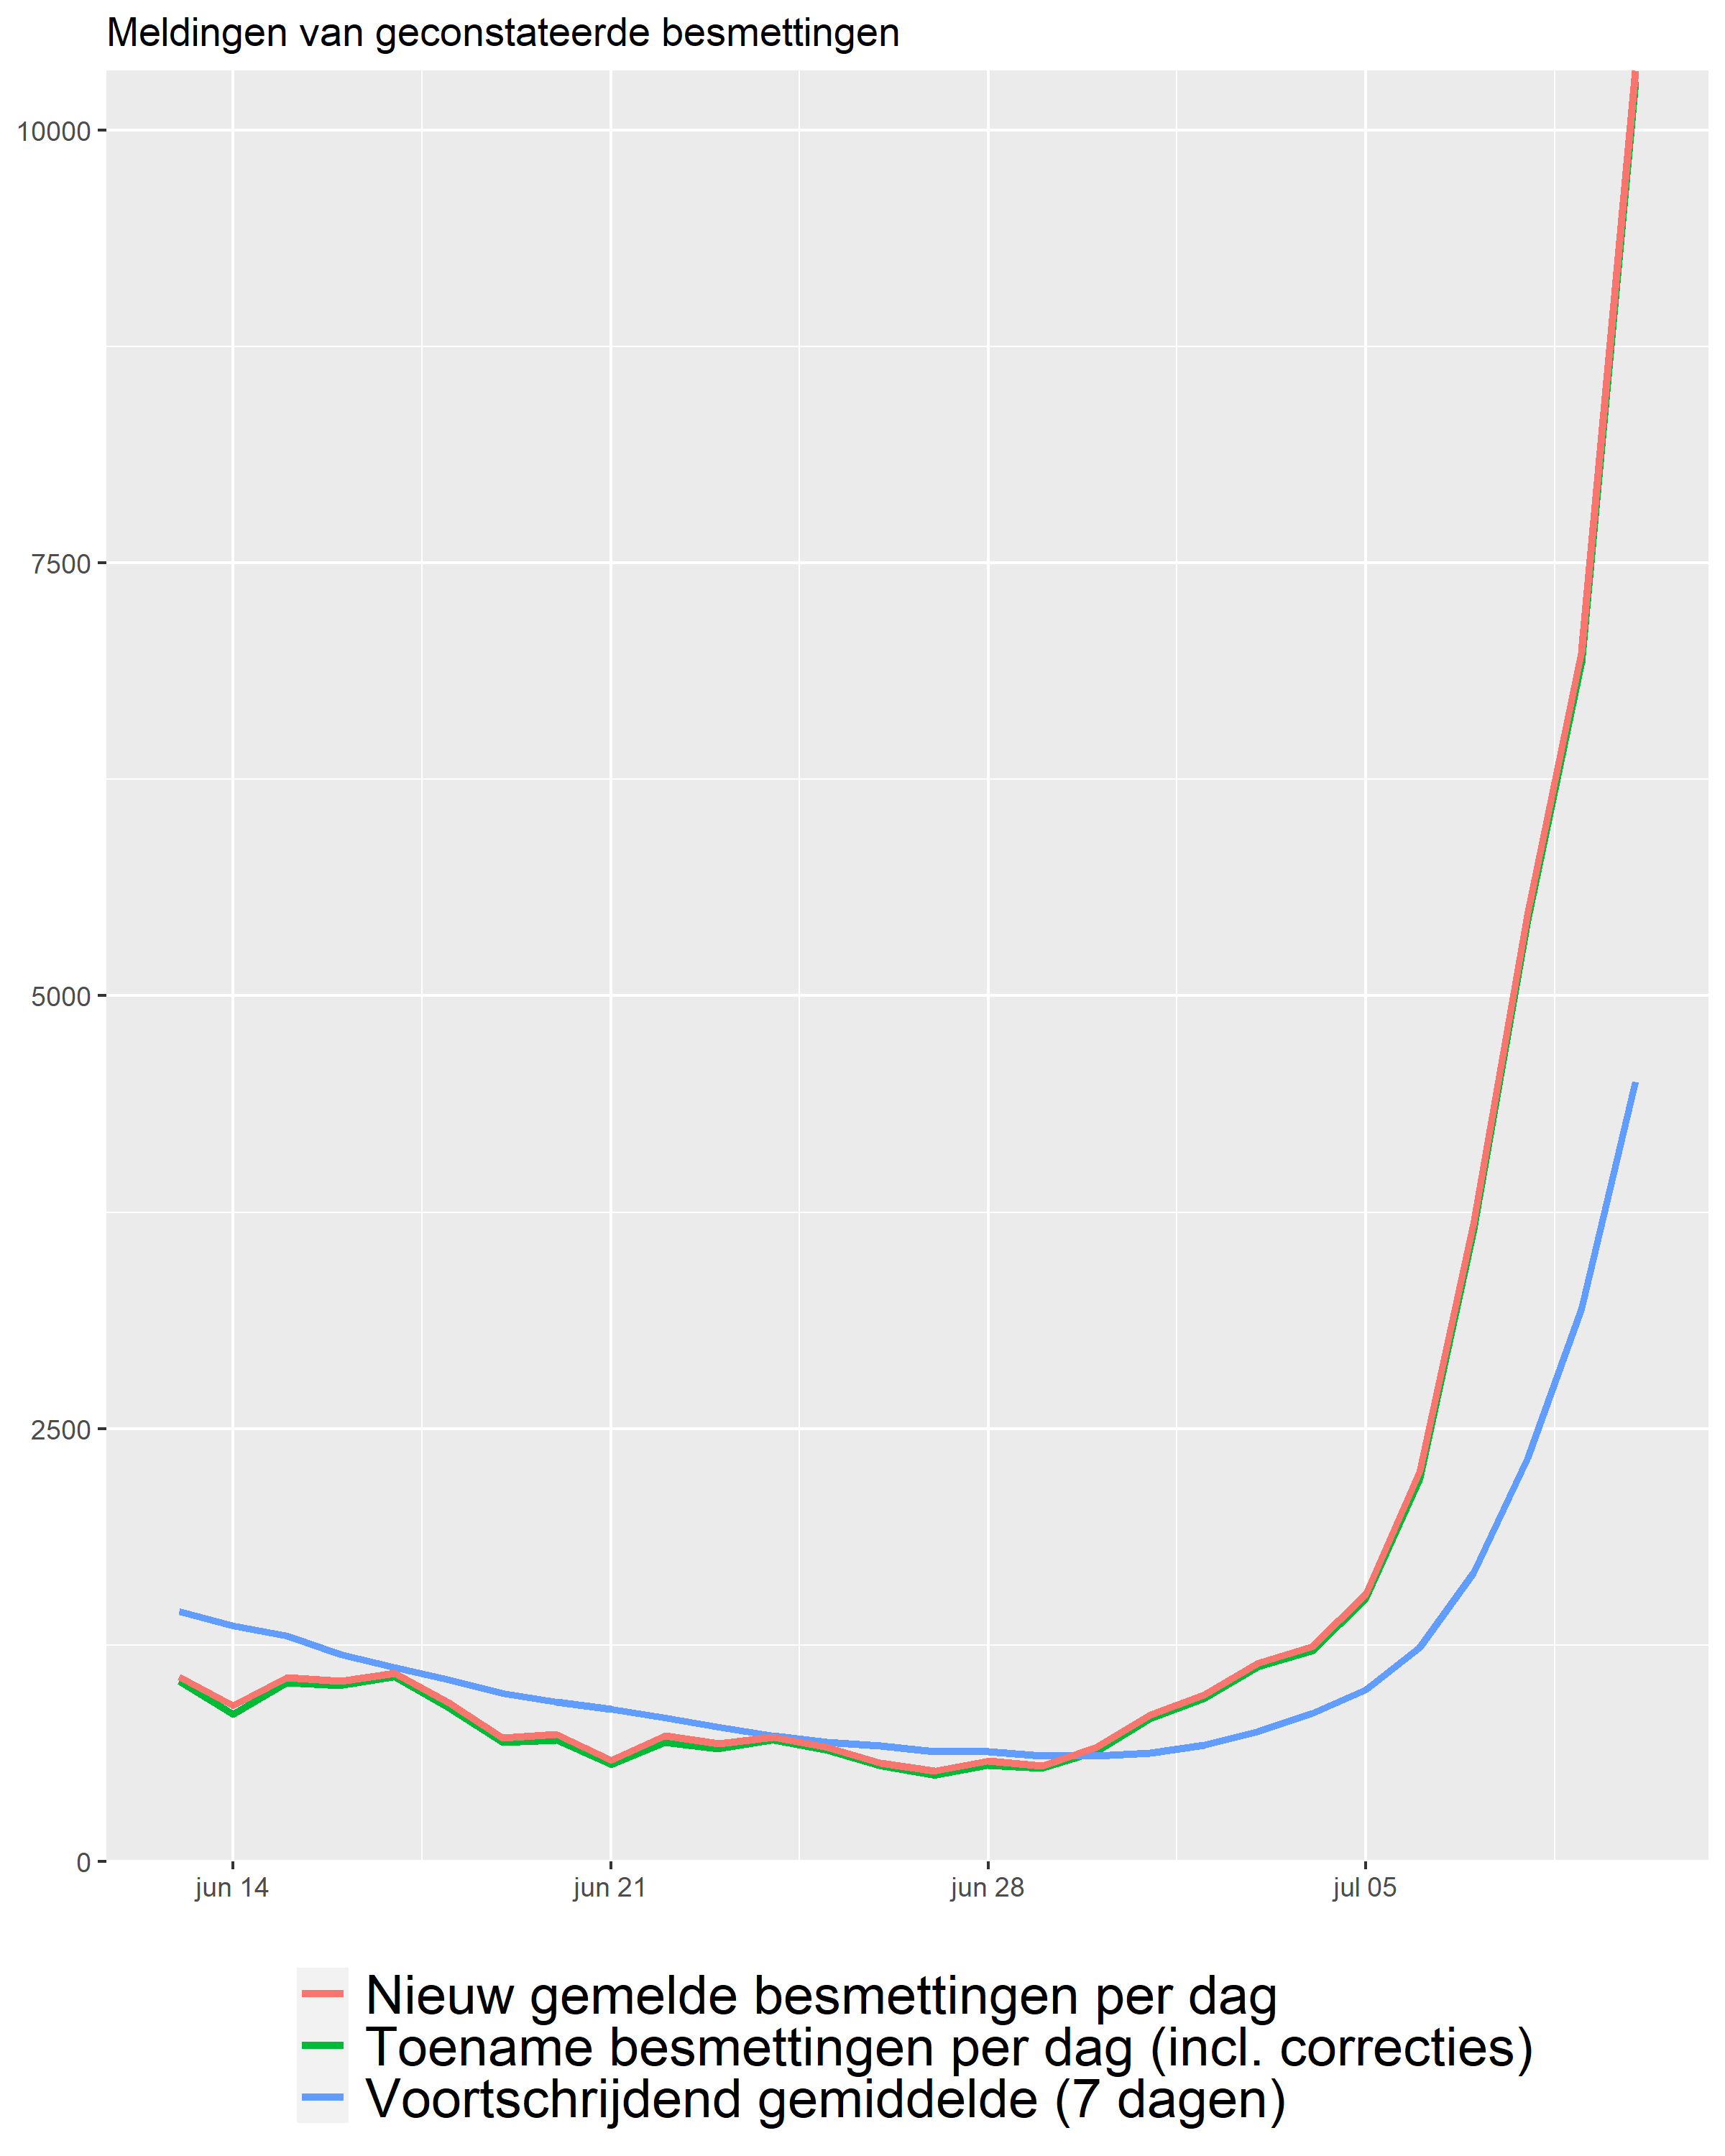 Meldingen van geconstateerde besmettingen
10000
7500
5000
2500
0
jun 14 jun 21 jun 28 jul 05
Nieuw gemelde besmettingen per dag
Toename besmettingen per dag (incl. correcties)
Voortschrijdend gemiddelde (7 dagen)